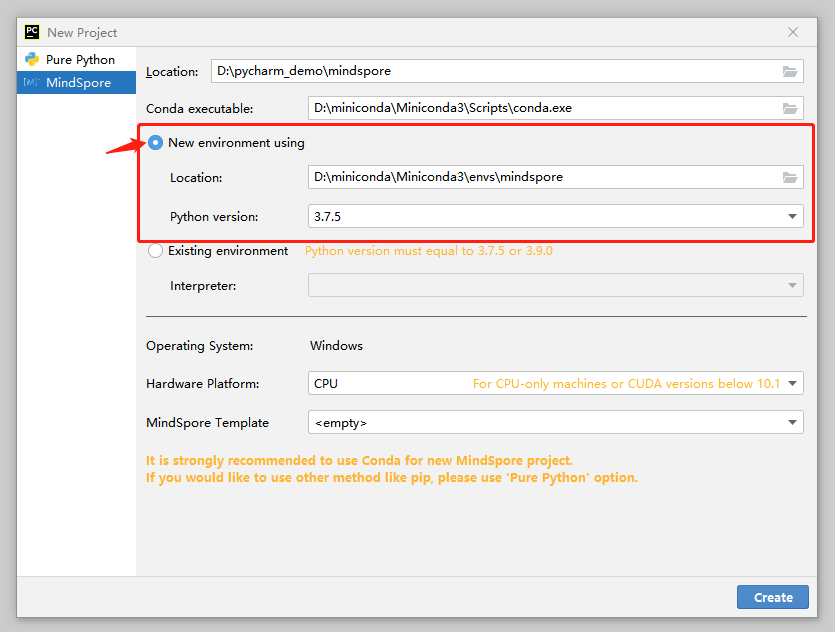 PC New Project
Pure Python
[M] MindSpore
Location: D:\pycharm_demo\mindspore
Conda executable: D:\miniconda\Miniconda3\Scripts\conda.exe
New environment using
Location: D:\miniconda\Miniconda3\envs\mindspore
Python version: 3.7.5
Existing environment Python version must equal to 3.7.5 or 3.9.0
Interpreter:
Operating System: Windows
Hardware Platform: CPU For CPU-only machines or CUDA versions below 10.1
MindSpore Template <empty>
It is strongly recommended to use Conda for new MindSpore project.
If you would like to use other method like pip, please use 'Pure Python' option.
Create